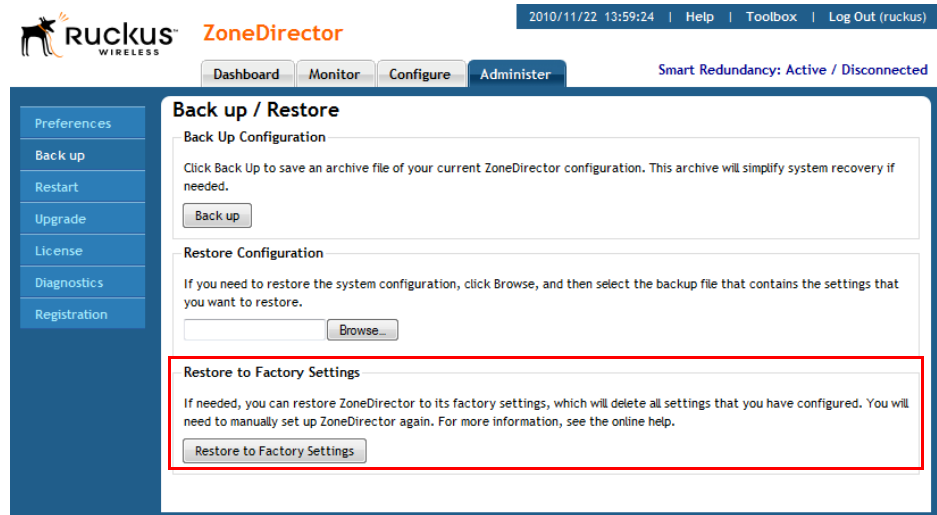 2010/11/22 13:59:24 | Help | Toolbox | Log Out (ruckus)
RUCKUS™
WIRELESS
ZoneDirector
Dashboard Monitor Configure Administer
Smart Redundancy: Active / Disconnected
Preferences
Back up
Restart
Upgrade
License
Diagnostics
Registration
Back up / Restore
Back Up Configuration
Click Back Up to save an archive file of your current ZoneDirector configuration. This archive will simplify system recovery if
needed.
Back up
Restore Configuration
If you need to restore the system configuration, click Browse, and then select the backup file that contains the settings that
you want to restore.
Browse...
Restore to Factory Settings
If needed, you can restore ZoneDirector to its factory settings, which will delete all settings that you have configured. You will
need to manually set up ZoneDirector again. For more information, see the online help.
Restore to Factory Settings